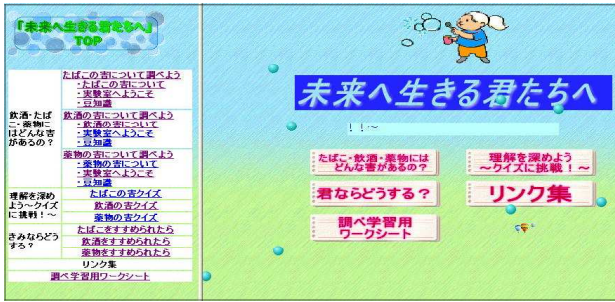 「未来へ生きる君たちへ」
TOP
飲酒・たば
こ・薬物に
はどんな害
があるの？
たばこの害について調べよう
・たばこの害について
・実験室へようこそ
・豆知識
飲酒の害について調べよう
・飲酒の害について
・実験室へようこそ
・豆知識
薬物の害について調べよう
・薬物の害について
・実験室へようこそ
・豆知識
理解を深め
よう～クイズ
に挑戦！～
たばこの害クイズ
飲酒の害クイズ
薬物の害クイズ
きみならどう
する？
たばこをすすめられたら
飲酒をすすめられたら
薬物をすすめられたら
リンク集
調べ学習用ワークシート
未来へ生きる君たちへ
！！～
たばこ・飲酒・薬物には
どんな害があるの？
理解を深めよう
～クイズに挑戦！～
君ならどうする？
リンク集
調べ学習用
ワークシート